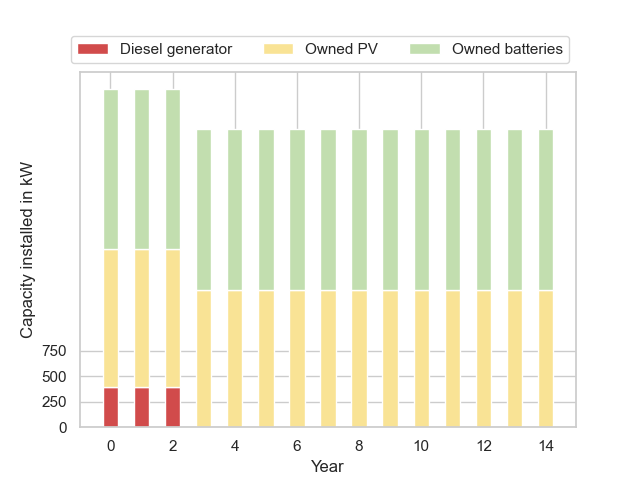 Diesel generator Owned PV Owned batteries
Capacity installed in kW
750
500
250
0
0 2 4 6 8 10 12 14
Year